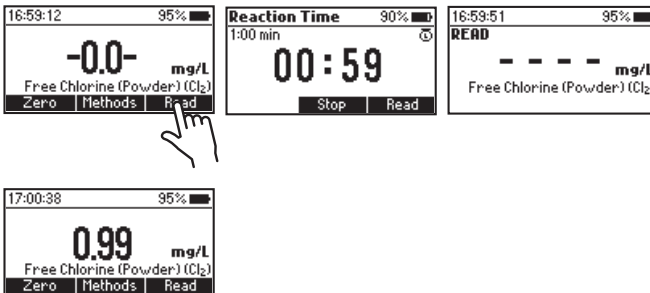 16:59:12 95%
-0.0- mg/L
Free Chlorine (Powder) (Cl2)
Zero Methods Read
Reaction Time 90%
1:00 min
00:59
Stop Read
16:59:51 95%
READ
- - - - mg/L
Free Chlorine (Powder) (Cl2
17:00:38 95%
0.99 mg/L
Free Chlorine (Powder) (Cl2)
Zero Methods Read